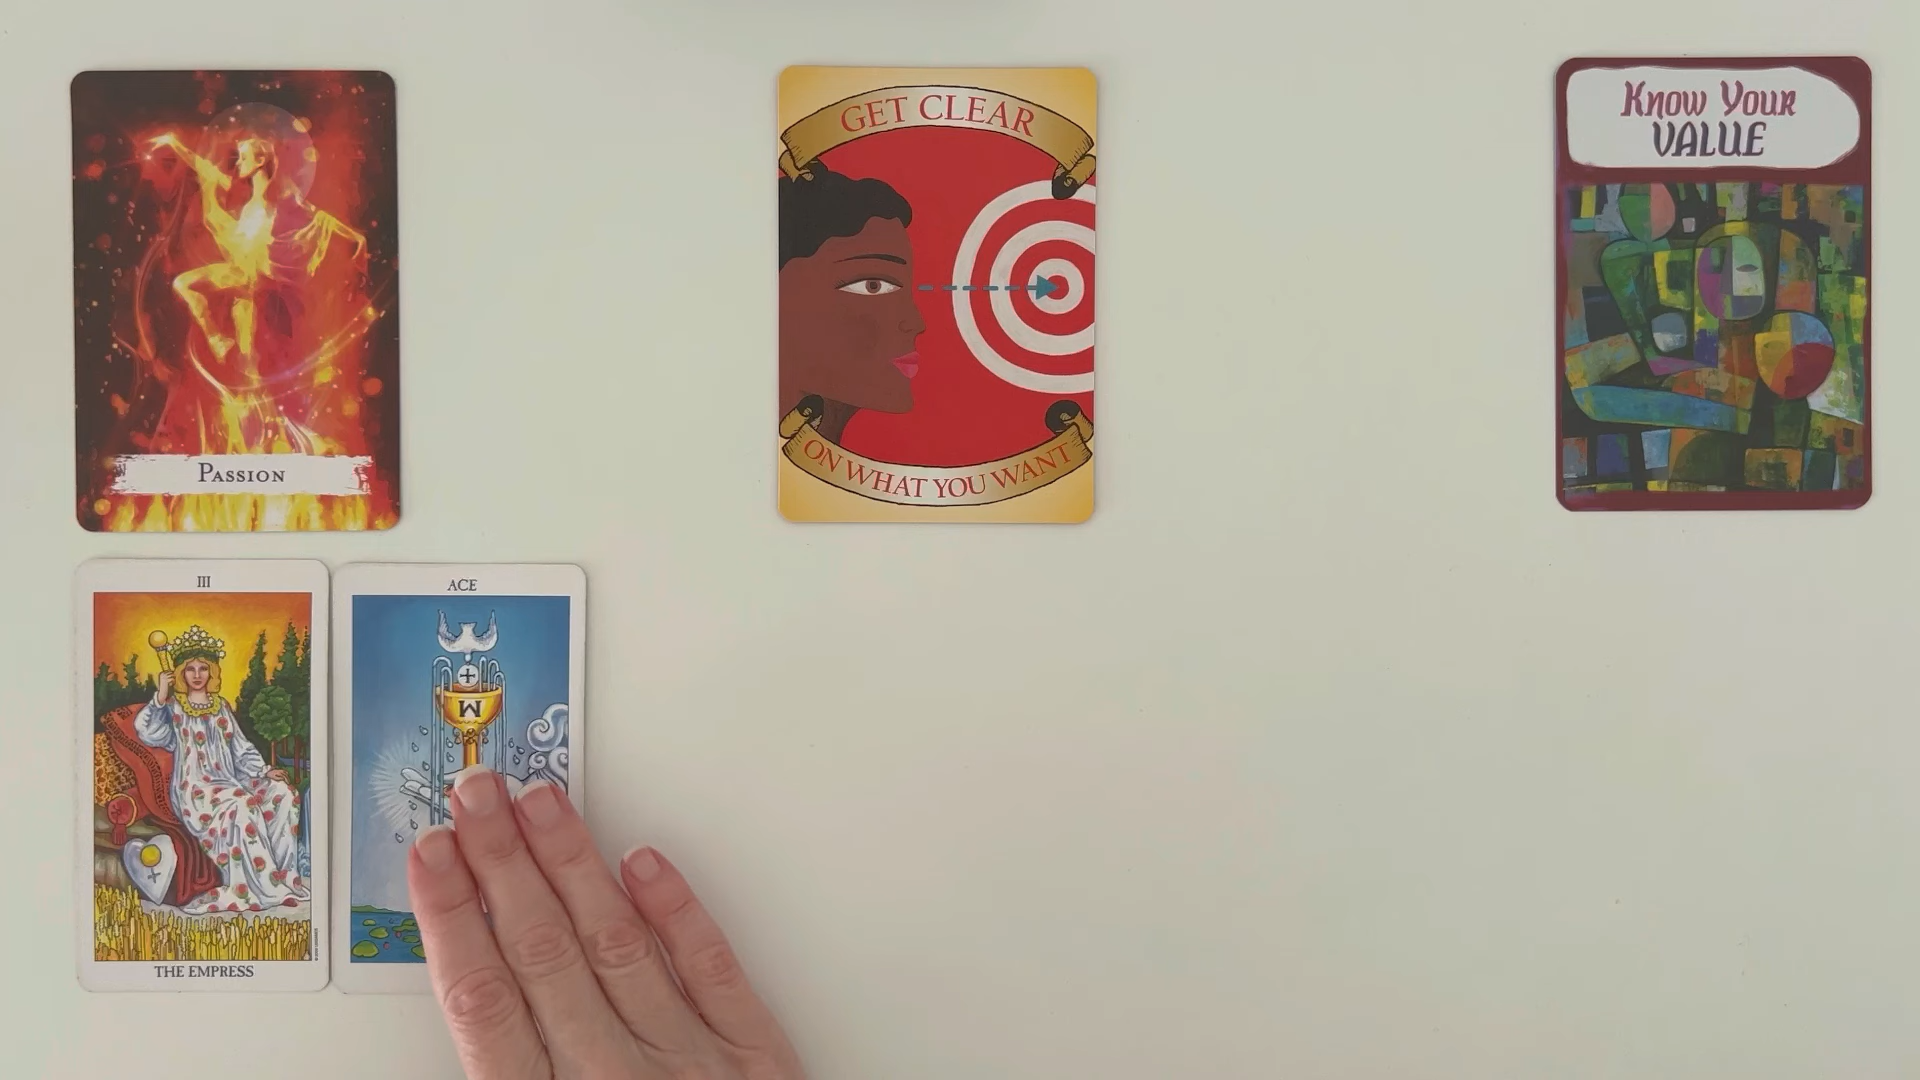 Passion
GET CLEAR
ON WHAT YOU WANT
Know Your
VALUE
III
THE EMPRESS
ACE
W